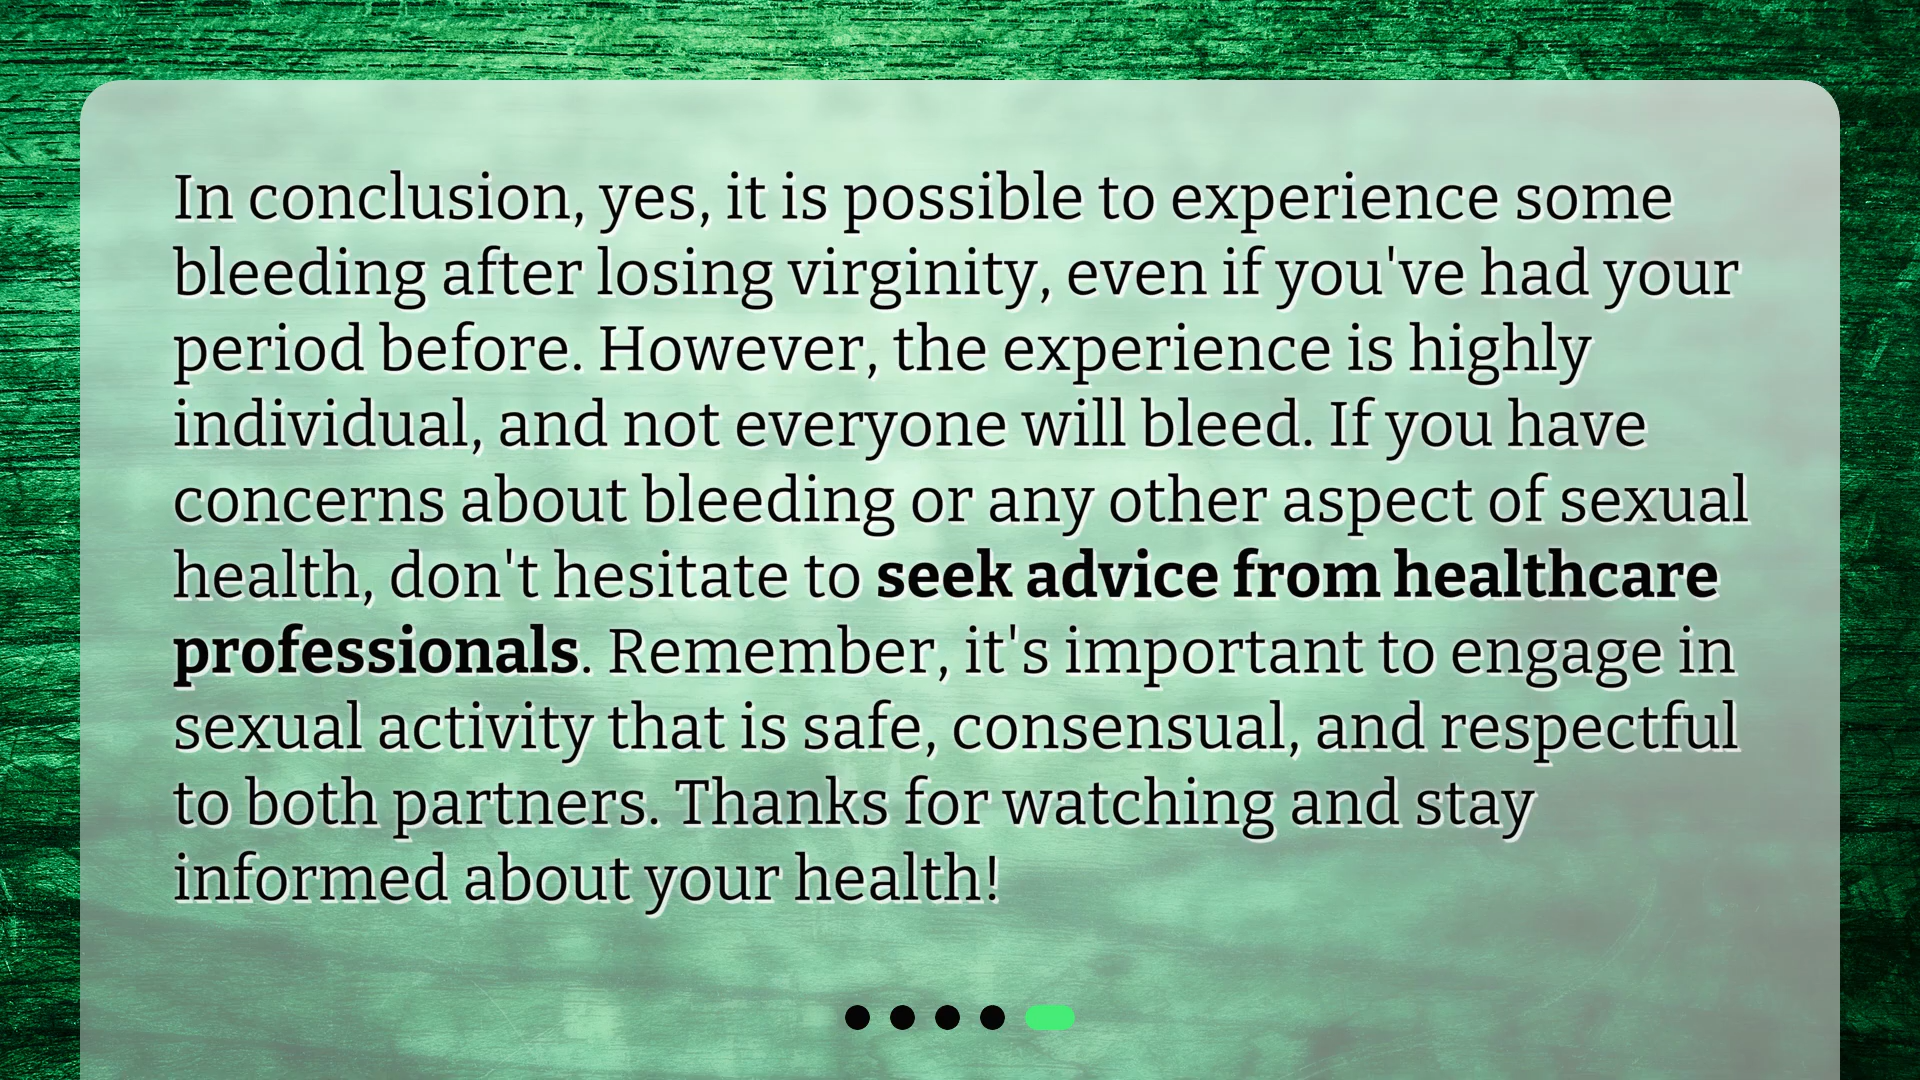 In conclusion, yes, it is possible to experience some
bleeding after losing virginity, even if you've had your
period before. However, the experience is highly
individual, and not everyone will bleed. If you have
concerns about bleeding or any other aspect of sexual
health, don't hesitate to seek advice from healthcare
professionals. Remember, it's important to engage in
sexual activity that is safe, consensual, and respectful
to both partners. Thanks for watching and stay
informed about your health!